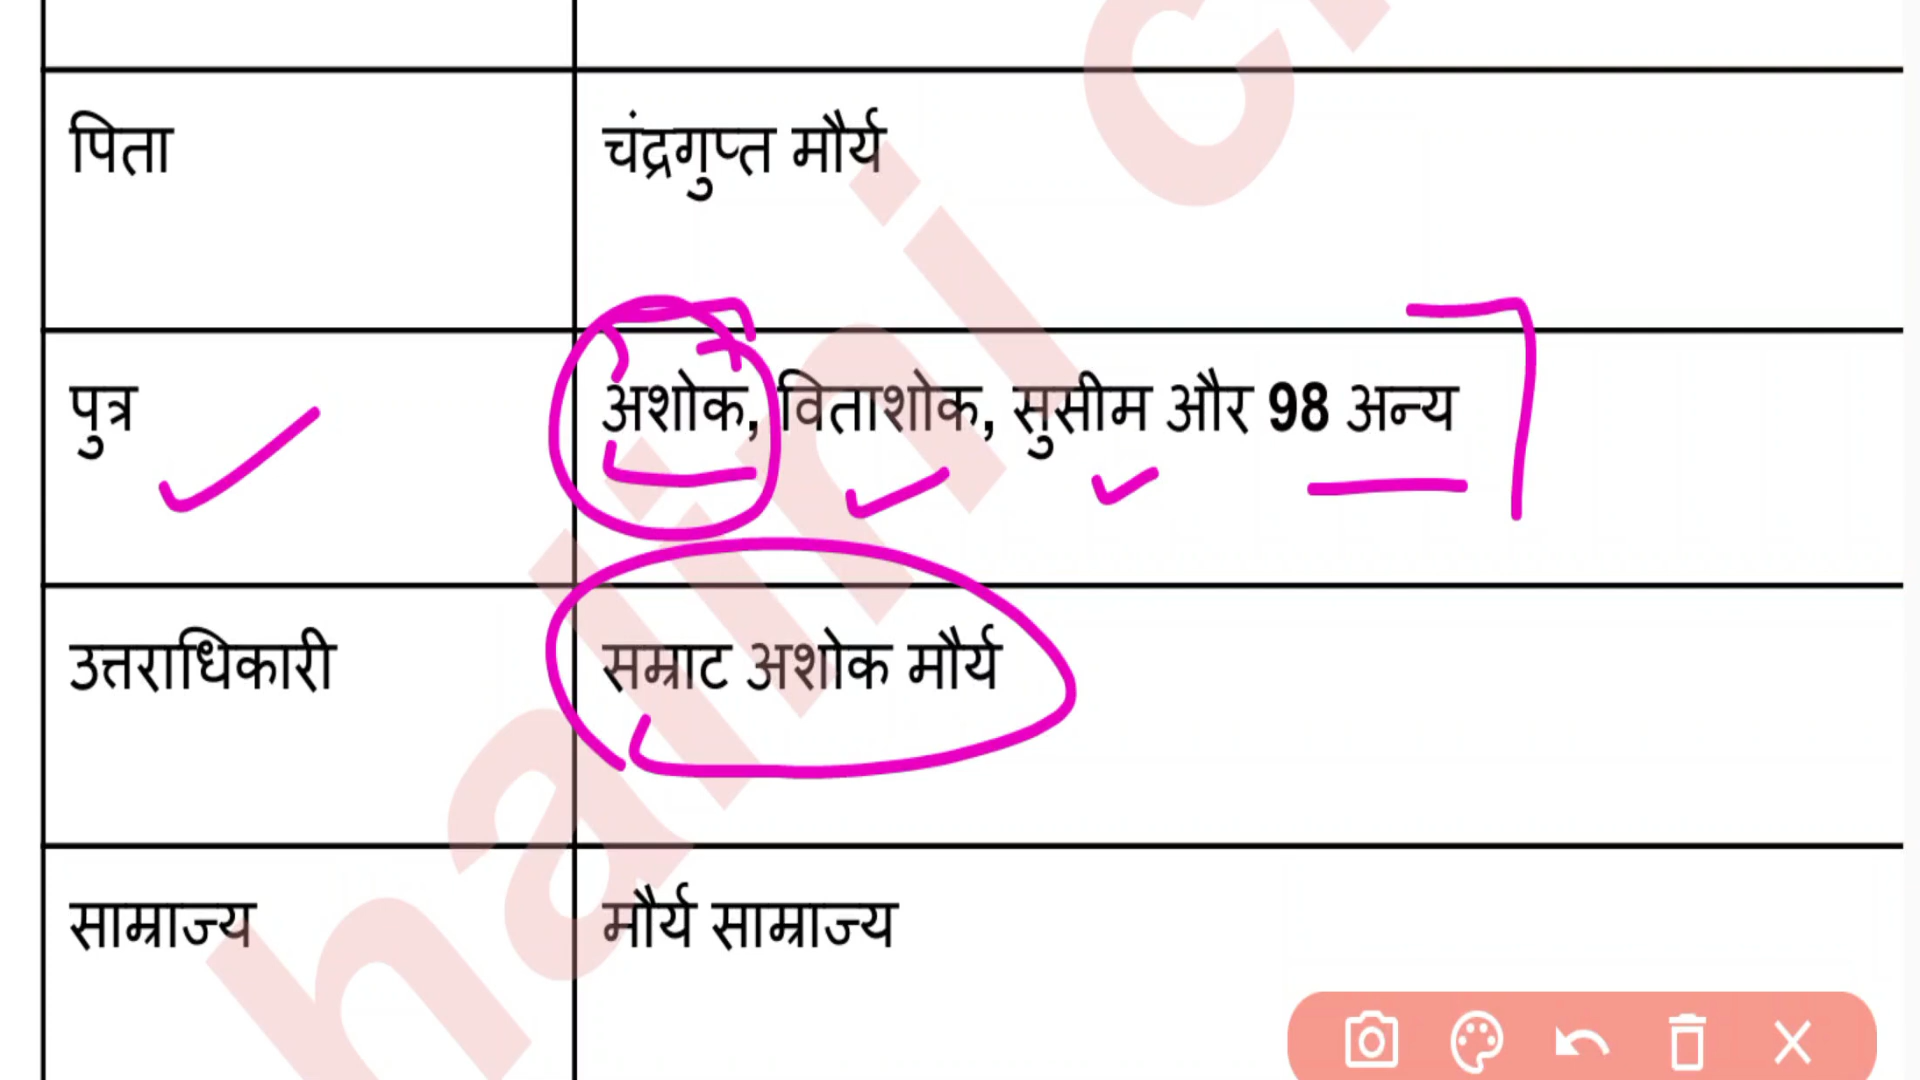 पिता चंद्रगुप्त मौर्य
पुत्र अशोक, विताशोक, सुसीम और 98 अन्य
उत्तराधिकारी सम्राट अशोक मौर्य
साम्राज्य मौर्य साम्राज्य